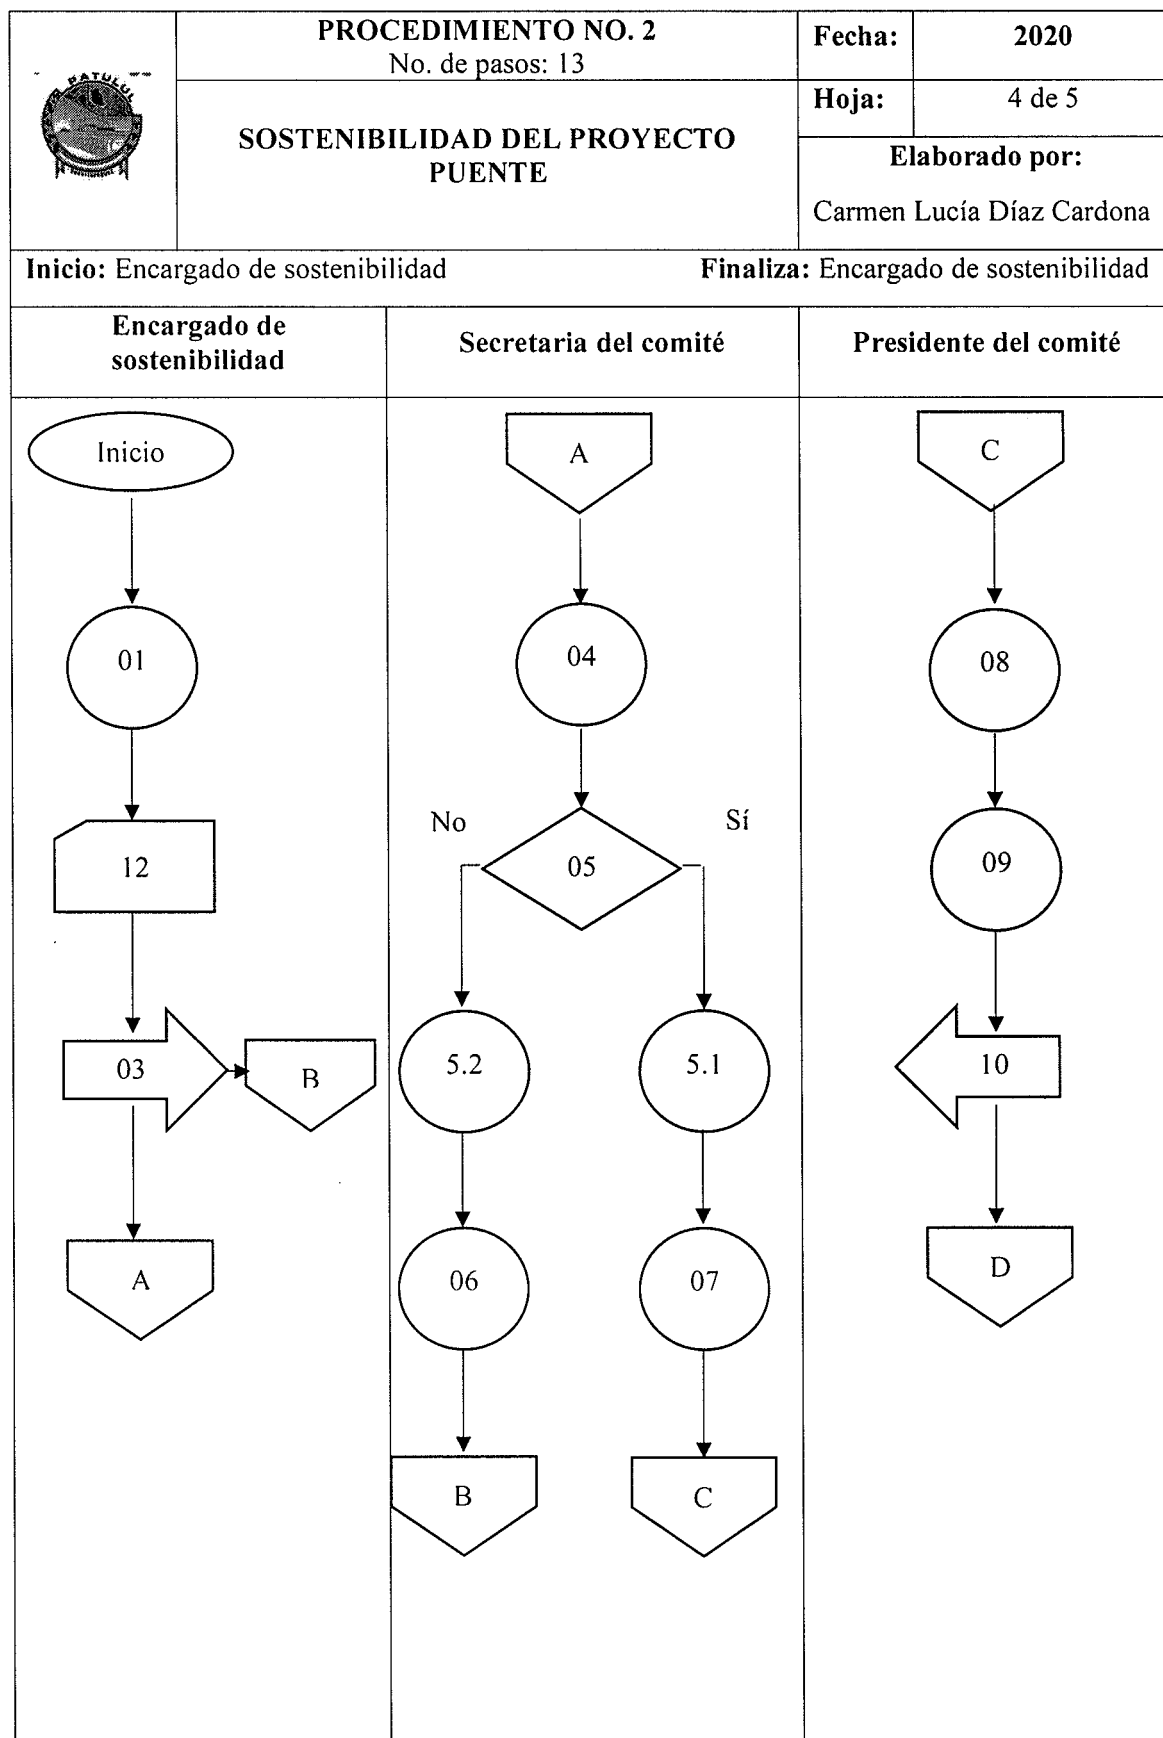 PATULUL
PROCEDIMIENTO NO. 2
No. de pasos: 13
Fecha:
2020
SOSTENIBILIDAD DEL PROYECTO
PUENTE
Hoja:
4 de 5
Elaborado por:
Carmen Lucía Díaz Cardona
Inicio: Encargado de sostenibilidad
Finaliza: Encargado de sostenibilidad
Encargado de
sostenibilidad
Secretaria del comité
Presidente del comité
Inicio
01
12
03
B
A
A
04
No
Sí
05
5.2
5.1
06
07
B
C
C
08
09
10
D